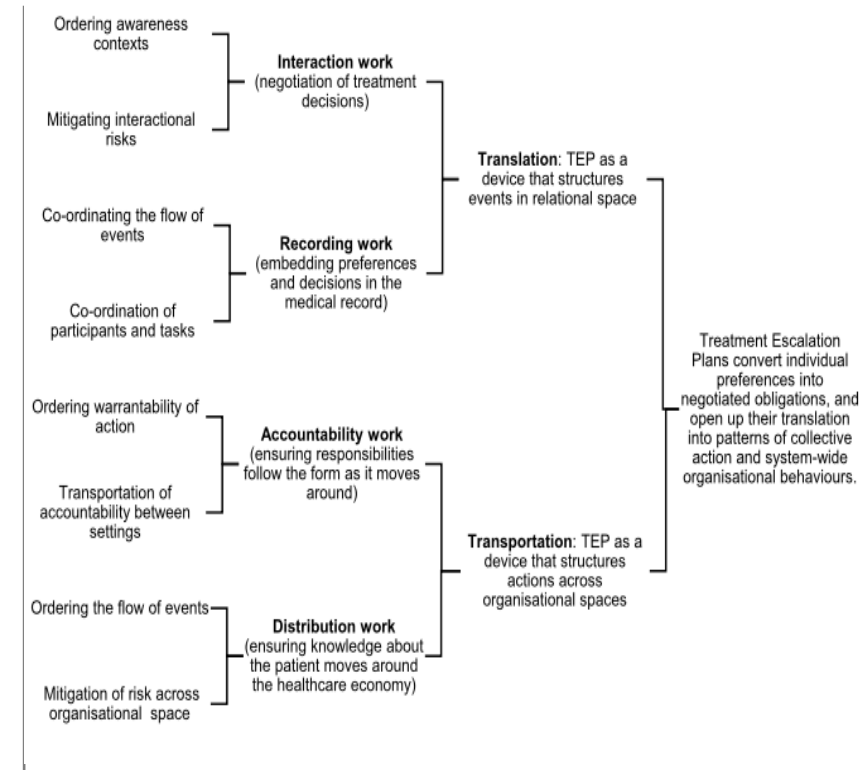 Ordering awareness
contexts
Mitigating interactional
risks
Co-ordinating the flow of
events
Co-ordination of
participants and tasks
Ordering warrantability of
action
Transportation of
accountability between
settings
Ordering the flow of events
Mitigation of risk across
organisational space
Interaction work
(negotiation of treatment
decisions)
Recording work
(embedding preferences
and decisions in the
medical record)
Accountability work
(ensuring responsibilities
follow the form as it moves
around)
Distribution work
(ensuring knowledge about
the patient moves around
the healthcare economy)
Translation: TEP as a
device that structures
events in relational space
Transportation: TEP as a
device that structures
actions across
organisational spaces
Treatment Escalation
Plans convert individual
preferences into
negotiated obligations, and
open up their translation
into patterns of collective
action and system-wide
organisational behaviours.